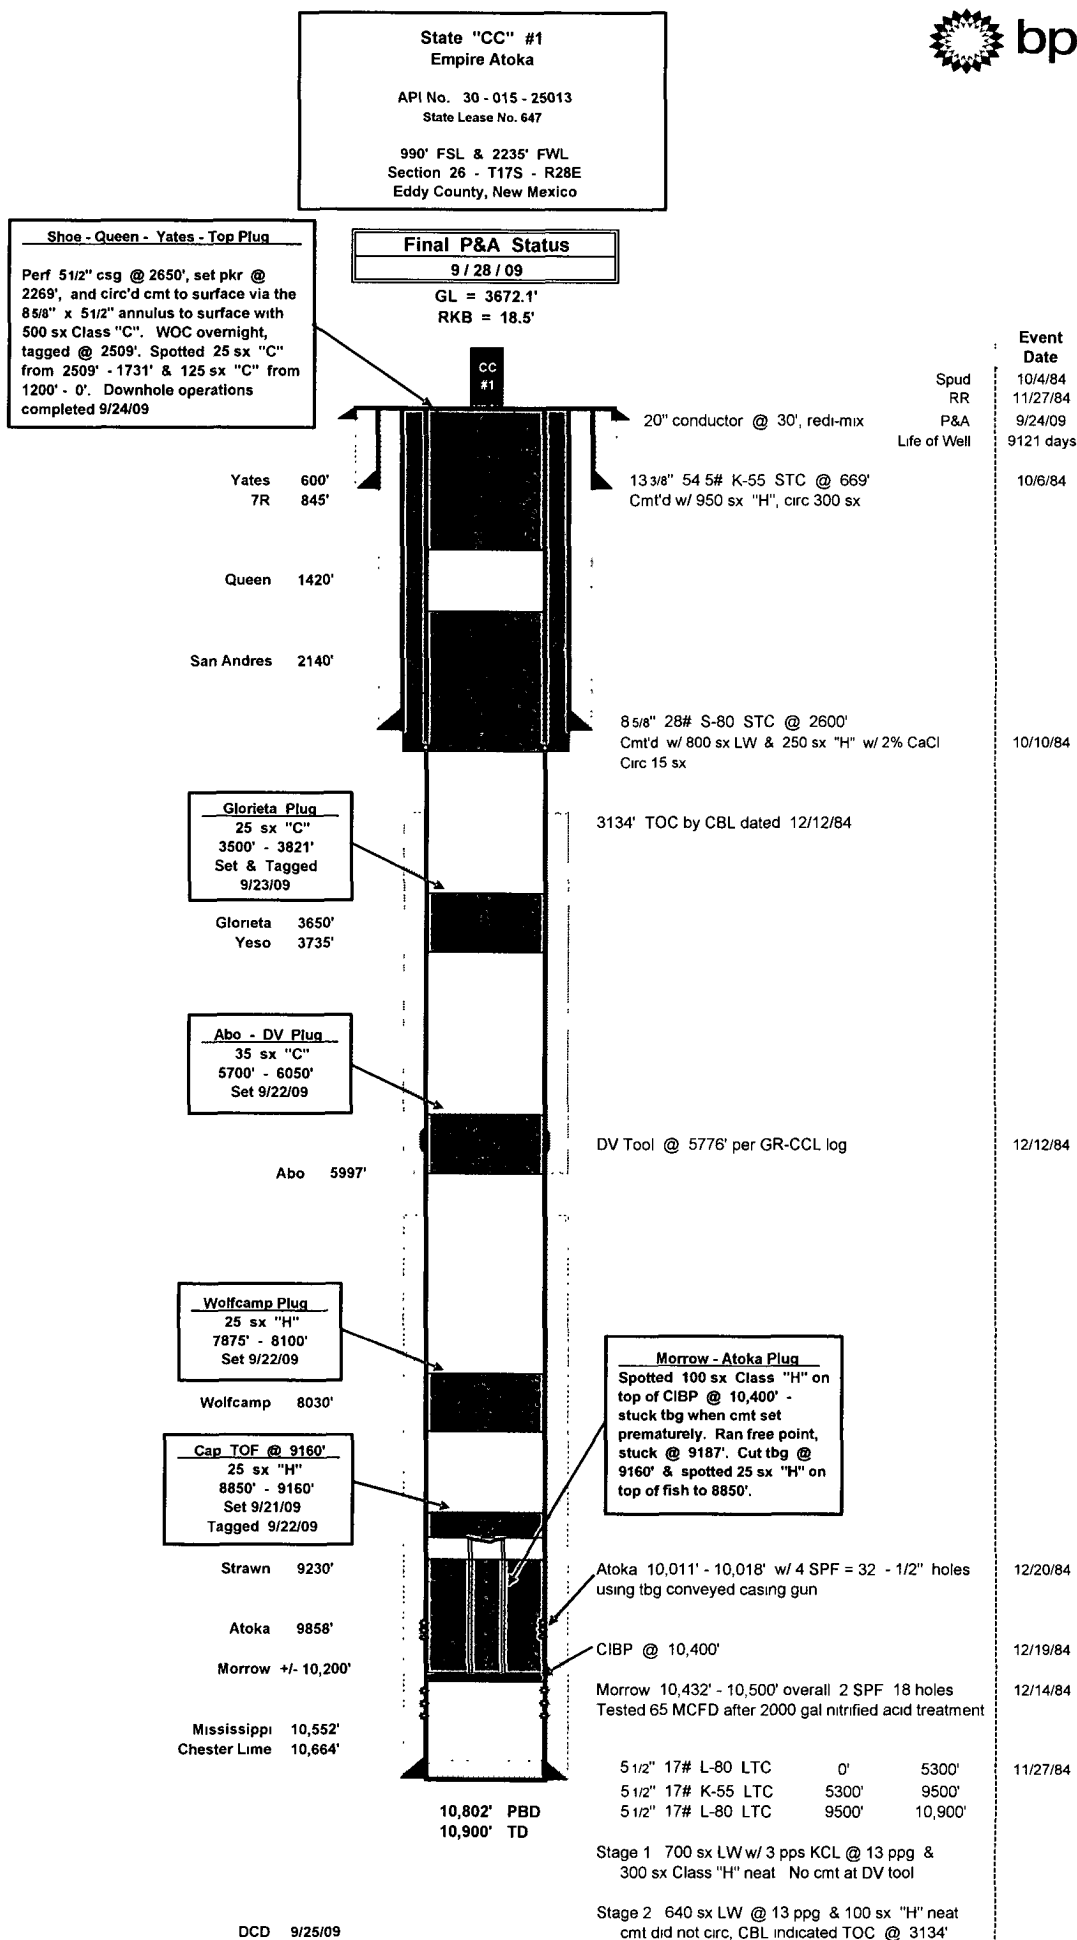 State "CC" #1
Empire Atoka
API No. 30 - 015 - 25013
State Lease No. 647
990' FSL & 2235' FWL
Section 26 - T17S - R28E
Eddy County, New Mexico
bp
Shoe - Queen - Yates - Top Plug
Perf 5 1/2" csg @ 2650', set pkr @
2269', and circ'd cmt to surface via the
8 5/8" x 5 1/2" annulus to surface with
500 sx Class "C". WOC overnight,
tagged @ 2509'. Spotted 25 sx "C"
from 2509' - 1731' & 125 sx "C" from
1200' - 0'. Downhole operations
completed 9/24/09
Final P&A Status
9 / 28 / 09
GL = 3672.1'
RKB = 18.5'
CC
#1
Event
Date
Spud 10/4/84
RR 11/27/84
P&A 9/24/09
Life of Well 9121 days
20" conductor @ 30', redi-mix
Yates 600'
7R 845'
13 3/8" 54 5# K-55 STC @ 669' 10/6/84
Cmt'd w/ 950 sx "H", circ 300 sx
Queen 1420'
San Andres 2140'
8 5/8" 28# S-80 STC @ 2600'
Cmt'd w/ 800 sx LW & 250 sx "H" w/ 2% CaCl 10/10/84
Circ 15 sx
Glorieta Plug
25 sx "C"
3500' - 3821'
Set & Tagged
9/23/09
3134' TOC by CBL dated 12/12/84
Glorieta 3650'
Yeso 3735'
Abo - DV Plug
35 sx "C"
5700' - 6050'
Set 9/22/09
DV Tool @ 5776' per GR-CCL log 12/12/84
Abo 5997'
Wolfcamp Plug
25 sx "H"
7875' - 8100'
Set 9/22/09
Wolfcamp 8030'
Morrow - Atoka Plug
Spotted 100 sx Class "H" on
top of CIBP @ 10,400' -
stuck tbg when cmt set
prematurely. Ran free point,
stuck @ 9187'. Cut tbg @
9160' & spotted 25 sx "H" on
top of fish to 8850'.
Cap TOF @ 9160'
25 sx "H"
8850' - 9160'
Set 9/21/09
Tagged 9/22/09
Strawn 9230'
Atoka 10,011' - 10,018' w/ 4 SPF = 32 - 1/2" holes 12/20/84
using tbg conveyed casing gun
Atoka 9858'
CIBP @ 10,400' 12/19/84
Morrow +/- 10,200'
Morrow 10,432' - 10,500' overall 2 SPF 18 holes 12/14/84
Tested 65 MCFD after 2000 gal nitrified acid treatment
Mississippi 10,552'
Chester Lime 10,664'
5 1/2" 17# L-80 LTC 0' 5300' 11/27/84
5 1/2" 17# K-55 LTC 5300' 9500'
5 1/2" 17# L-80 LTC 9500' 10,900'
10,802' PBD
10,900' TD
Stage 1 700 sx LW w/ 3 pps KCL @ 13 ppg &
300 sx Class "H" neat No cmt at DV tool
Stage 2 640 sx LW @ 13 ppg & 100 sx "H" neat
cmt did not circ, CBL indicated TOC @ 3134'
DCD 9/25/09